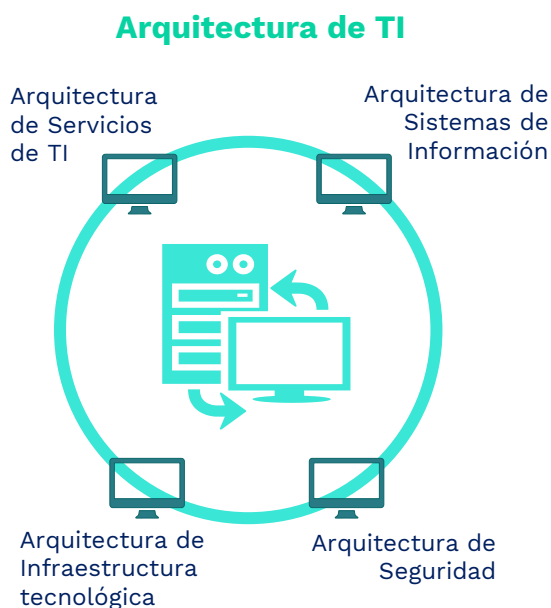 Arquitectura de TI
Arquitectura
de Servicios
de TI
Arquitectura de
Sistemas de
Información
Arquitectura de
Infraestructura
tecnológica
Arquitectura de
Seguridad